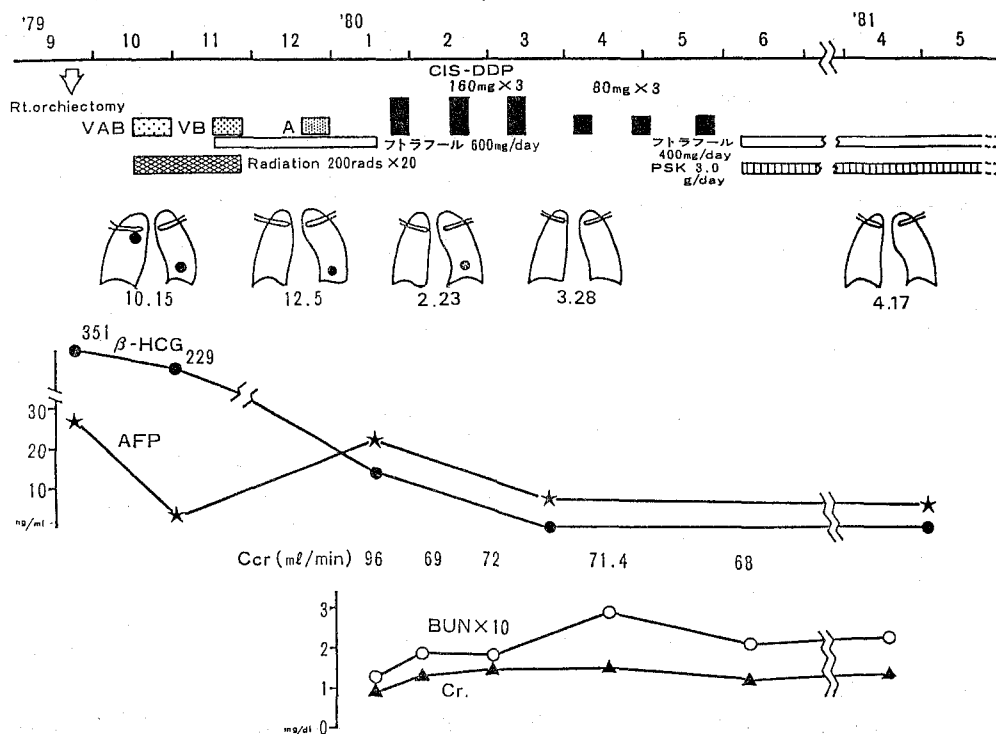 '79 '80 '81
9 10 11 12 1 2 3 4 5 6 4 5
Rt.orchiectomy
CIS-DDP
160mg×3 80mg×3
VAB VB A
フトラフール 600mg/day
フトラフール
400mg/day
Radiation 200rads×20
PSK 3.0
g/day
10.15 12.5 2.23 3.28 4.17
351 β-HCG 229
30
AFP
20
10
ng/ml
Ccr(mℓ/min) 96 69 72 71.4 68
3
BUN×10
2
1
Cr.
0
mg/dl